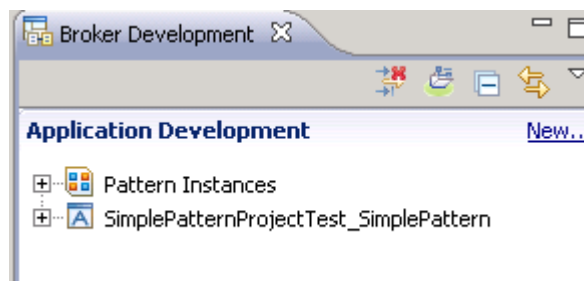 Broker Development
Application Development New...
Pattern Instances
SimplePatternProjectTest_SimplePattern